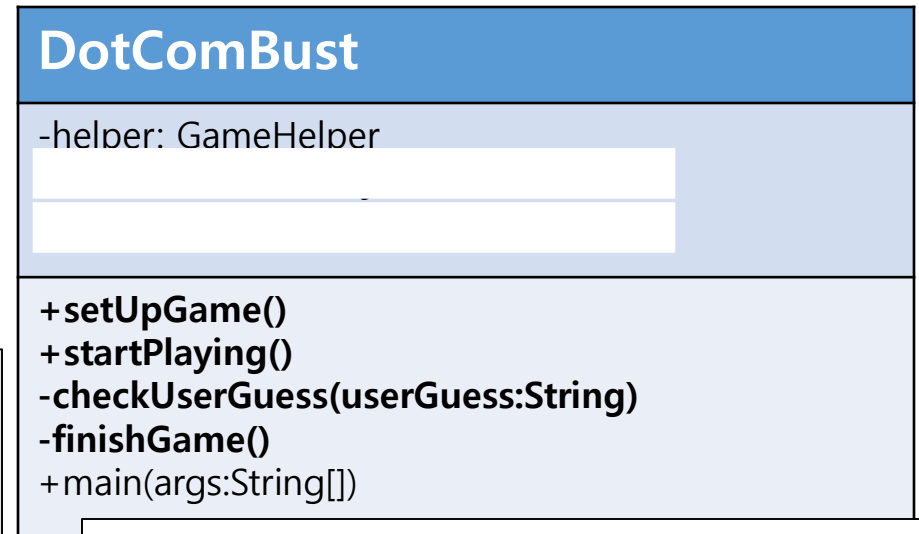 DotComBust
-helper: GameHelper
+setUpGame()
+startPlaying()
-checkUserGuess(userGuess:String)
-finishGame()
+main(args:String[])